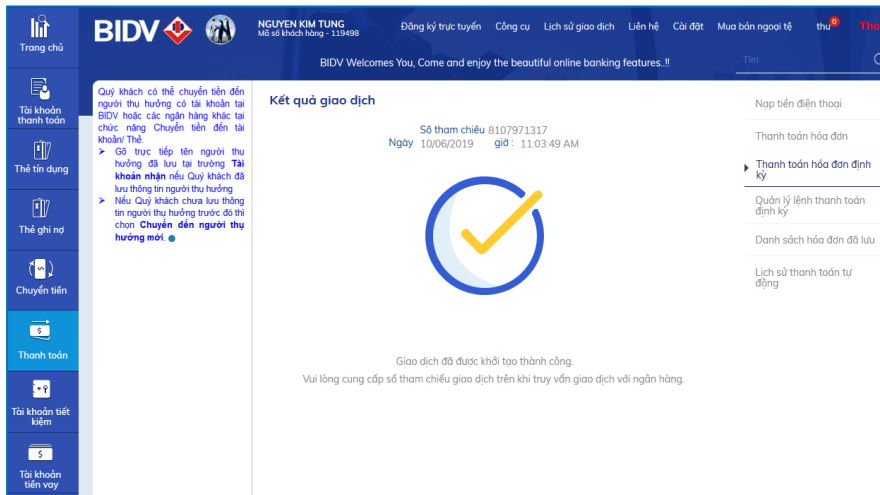 BIDV
NGUYEN KIM TUNG
Mã số khách hàng - 119498
Đăng ký trực tuyến Công cụ Lịch sử giao dịch Liên hệ Cài đặt Mua bán ngoại tệ thư 0
BIDV Welcomes You, Come and enjoy the beautiful online banking features..!!
Tìm
Trang chủ
Tài khoản
thanh toán
Thẻ tín dụng
Thẻ ghi nợ
Chuyển tiền
Thanh toán
Tài khoản tiết
kiệm
Tài khoản
tiền vay
Quý khách có thể chuyển tiền đến
người thụ hưởng có tài khoản tại
BIDV hoặc các ngân hàng khác tại
chức năng Chuyển tiền đến tài
khoản/ Thẻ.
➢ Gõ trực tiếp tên người thụ
hưởng đã lưu tại trường Tài
khoản nhận nếu Quý khách đã
lưu thông tin người thụ hưởng
➢ Nếu Quý khách chưa lưu thông
tin người thụ hưởng trước đó thì
chọn Chuyển đến người thụ
hưởng mới.
Kết quả giao dịch
Số tham chiếu 8107971317
Ngày 10/06/2019 giờ : 11:03:49 AM
Giao dịch đã được khởi tạo thành công.
Vui lòng cung cấp số tham chiếu giao dịch trên khi truy vấn giao dịch với ngân hàng.
Nạp tiền điện thoại
Thanh toán hóa đơn
Thanh toán hóa đơn định
kỳ
Quản lý lệnh thanh toán
định kỳ
Danh sách hóa đơn đã lưu
Lịch sử thanh toán tự
động